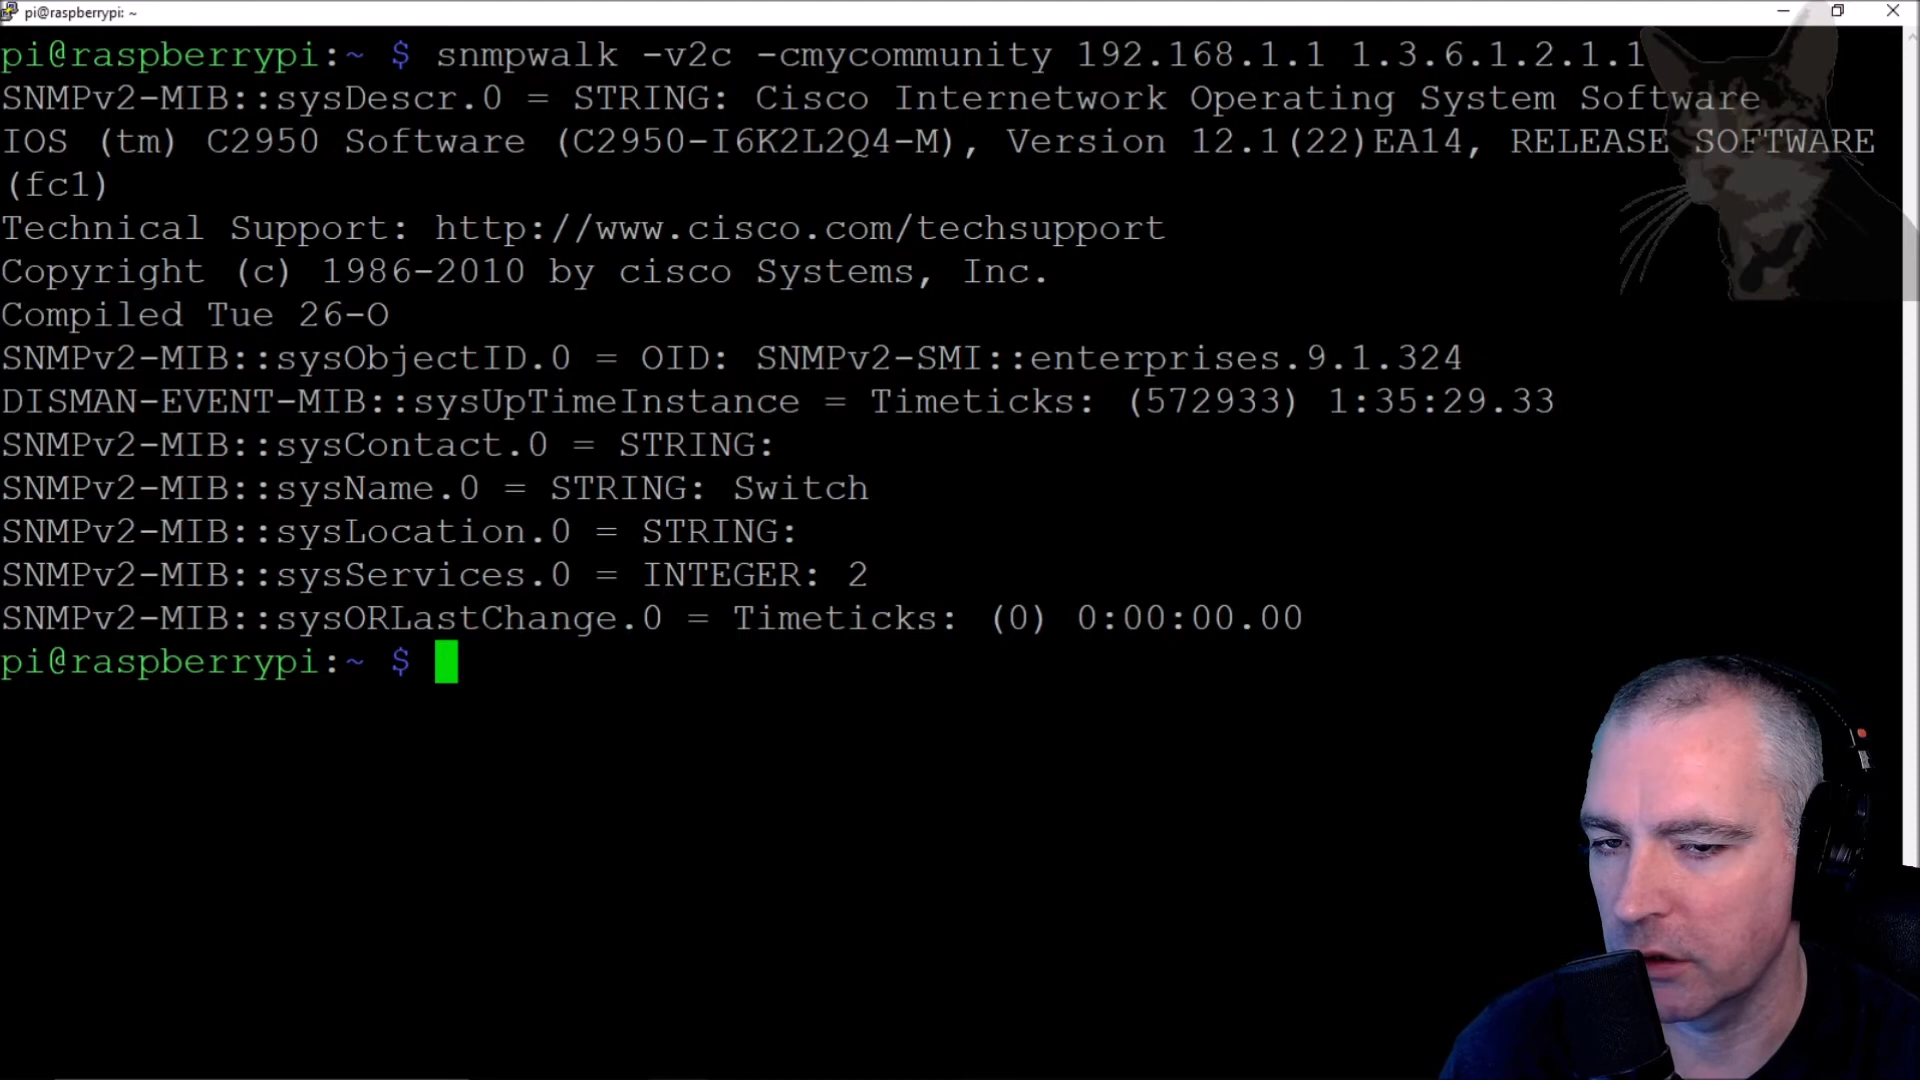 pi@raspberrypi: ~
pi@raspberrypi:~ $ snmpwalk -v2c -cmycommunity 192.168.1.1 1.3.6.1.2.1.1
SNMPv2-MIB::sysDescr.0 = STRING: Cisco Internetwork Operating System Software
IOS (tm) C2950 Software (C2950-I6K2L2Q4-M), Version 12.1(22)EA14, RELEASE SOFTWARE
(fc1)
Technical Support: http://www.cisco.com/techsupport
Copyright (c) 1986-2010 by cisco Systems, Inc.
Compiled Tue 26-O
SNMPv2-MIB::sysObjectID.0 = OID: SNMPv2-SMI::enterprises.9.1.324
DISMAN-EVENT-MIB::sysUpTimeInstance = Timeticks: (572933) 1:35:29.33
SNMPv2-MIB::sysContact.0 = STRING:
SNMPv2-MIB::sysName.0 = STRING: Switch
SNMPv2-MIB::sysLocation.0 = STRING:
SNMPv2-MIB::sysServices.0 = INTEGER: 2
SNMPv2-MIB::sysORLastChange.0 = Timeticks: (0) 0:00:00.00
pi@raspberrypi:~ $